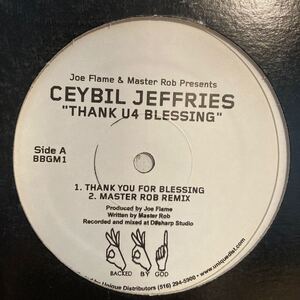 Joe Flame & Master Rob Presents
CEYBIL JEFFRIES
"THANK U4 BLESSING"
Side A
BBGM1
1. THANK YOU FOR BLESSING
2. MASTER ROB REMIX
Produced by Joe Flame
Written by Master Rob
Recorded and mixed at D#sharp Studio
BACKED BY GOD
by Unique Distributors (516) 294-5900 • www.uniquedist.com